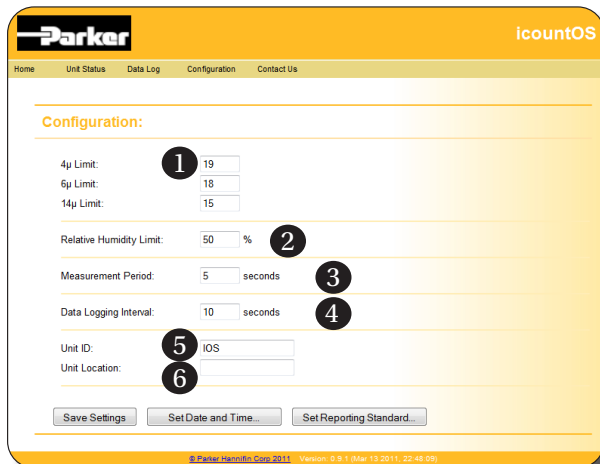 Parker
icountOS
Home Unit Status Data Log Configuration Contact Us
Configuration:
4µ Limit: 1 19
6µ Limit: 18
14µ Limit: 15
Relative Humidity Limit: 50 % 2
Measurement Period: 5 seconds 3
Data Logging Interval: 10 seconds 4
Unit ID: 5 IOS
Unit Location: 6
Save Settings Set Date and Time... Set Reporting Standard...
© Parker Hannifin Corp 2011 Version: 0.9.1 (Mar 13 2011, 22:48:09)